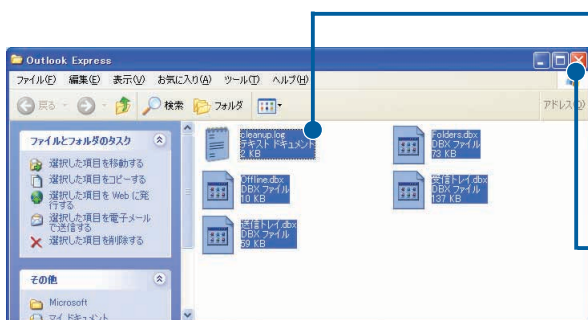 Outlook Express
ファイル(F) 編集(E) 表示(V) お気に入り(A) ツール(T) ヘルプ(H)
戻る 検索 フォルダ アドレス(D)
ファイルとフォルダのタスク
選択した項目を移動する
選択した項目をコピーする
選択した項目を Web に発
行する
選択した項目を電子メール
で送信する
選択した項目を削除する
その他
Microsoft
マイ ドキュメント
cleanup.log
テキスト ドキュメント
2 KB
Folders.dbx
DBX ファイル
73 KB
Offline.dbx
DBX ファイル
10 KB
受信トレイ.dbx
DBX ファイル
137 KB
送信トレイ.dbx
DBX ファイル
59 KB